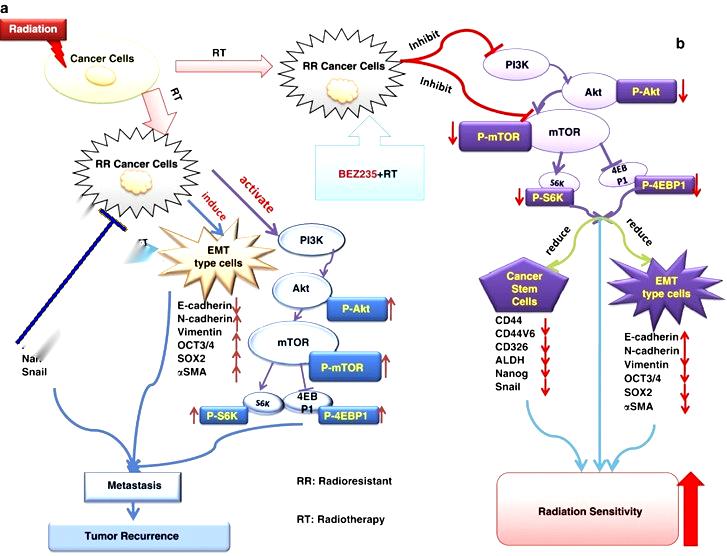 a
Radiation
Cancer Cells
RT
RT
RR Cancer Cells
RR Cancer Cells
BEZ235+RT
Inhibit
Inhibit
b
PI3K
Akt
P-Akt
P-mTOR
mTOR
S6K
P-S6K
4EB
P1
P-4EBP1
reduce
reduce
Cancer
Stem
Cells
CD44
CD44V6
CD326
ALDH
Nanog
Snail
EMT
type cells
E-cadherin
N-cadherin
Vimentin
OCT3/4
SOX2
αSMA
Radiation Sensitivity
induce
activate
EMT
type cells
E-cadherin
N-cadherin
Vimentin
OCT3/4
SOX2
αSMA
PI3K
Akt
P-Akt
mTOR
P-mTOR
S6K
P-S6K
4EB
P1
P-4EBP1
Snail
Metastasis
Tumor Recurrence
RR: Radioresistant
RT: Radiotherapy